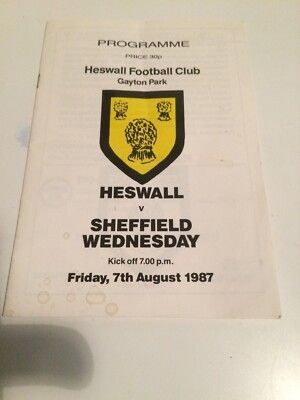 PROGRAMME
PRICE 30p
Heswall Football Club
Gayton Park
HESWALL
v
SHEFFIELD
WEDNESDAY
Kick off 7.00 p.m.
Friday, 7th August 1987